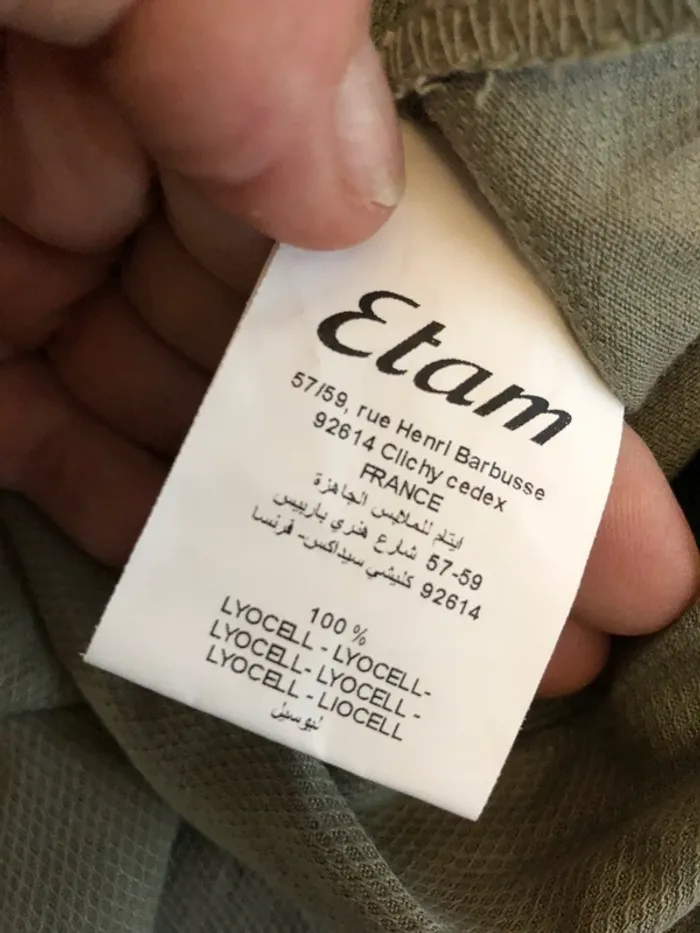 Etam
57/59, rue Henri Barbusse
92614 Clichy cedex
FRANCE
ايتام للملابس الجاهزة
57-59 شارع هنري باربيس
92614 كليشي سيداكس- فرنسا
100 %
LYOCELL - LYOCELL-
LYOCELL- LYOCELL -
LYOCELL - LIOCELL
ليوسيل